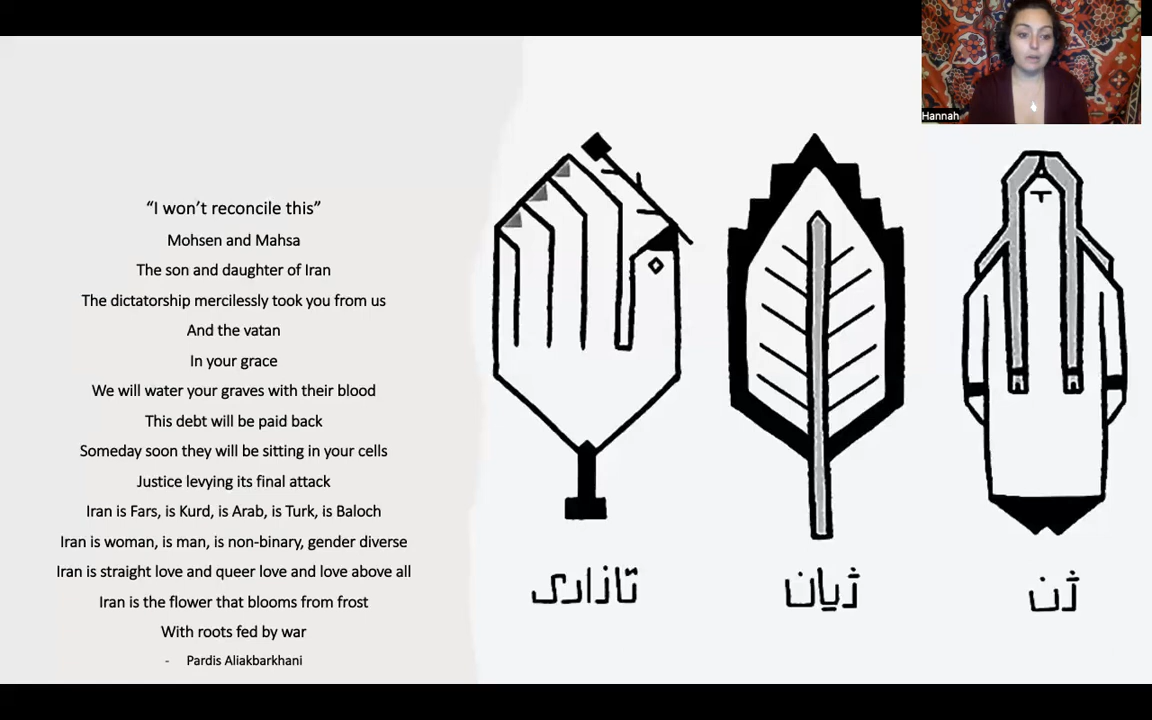 “I won’t reconcile this”
Mohsen and Mahsa
The son and daughter of Iran
The dictatorship mercilessly took you from us
And the vatan
In your grace
We will water your graves with their blood
This debt will be paid back
Someday soon they will be sitting in your cells
Justice levying its final attack
Iran is Fars, is Kurd, is Arab, is Turk, is Baloch
Iran is woman, is man, is non-binary, gender diverse
Iran is straight love and queer love and love above all
Iran is the flower that blooms from frost
With roots fed by war
- Pardis Aliakbarkhani
ژن
ژیان
تازاری
Hannah